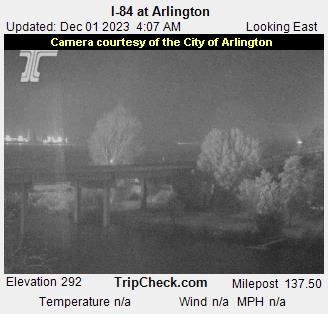 I-84 at Arlington
Updated: Dec 01 2023 4:07 AM Looking East
Camera courtesy of the City of Arlington
Elevation 292 TripCheck.com Milepost 137.50
Temperature n/a Wind n/a MPH n/a